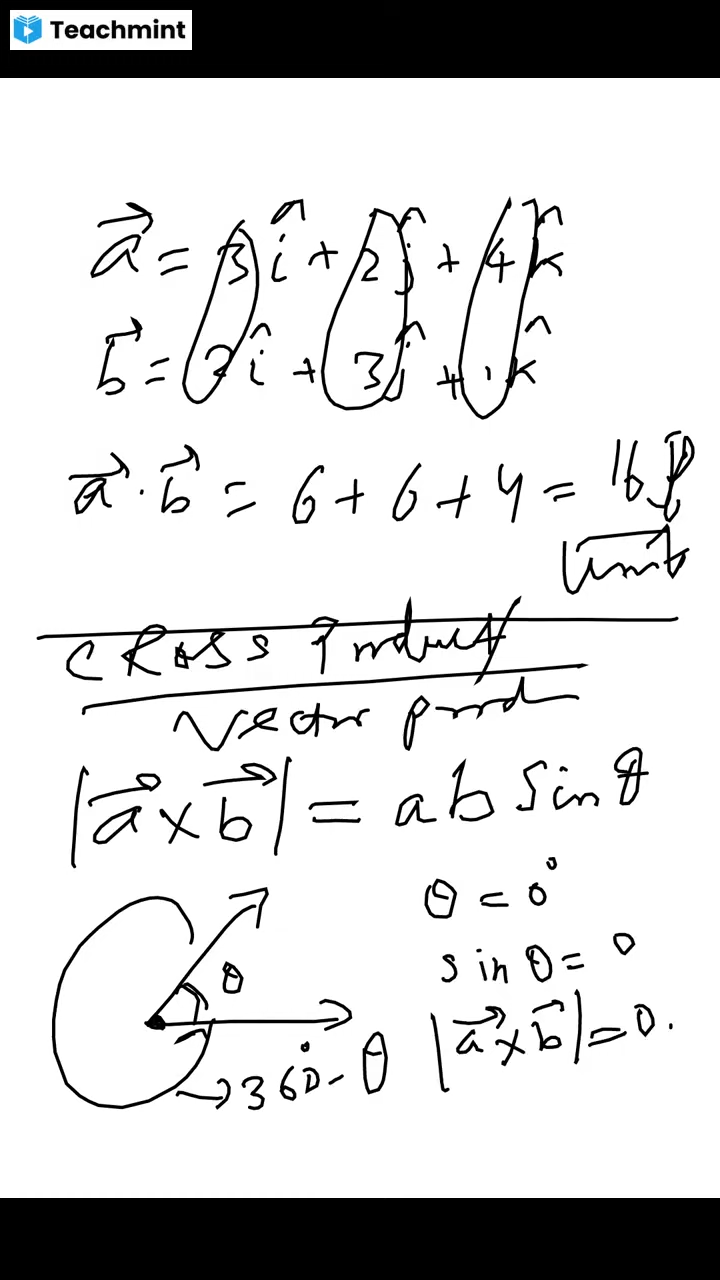 Teachmint
a⃗ = 3î + 2ĵ + 4k̂
b⃗ = 2î + 3ĵ + 1k̂
a⃗ · b⃗ = 6 + 6 + 4 = 16
Unit
CROSS Product
Vector prod
|a⃗ × b⃗| = ab Sin θ
θ = 0°
θ
sin θ = 0
|a⃗ × b⃗| = 0.
→ 360° - θ